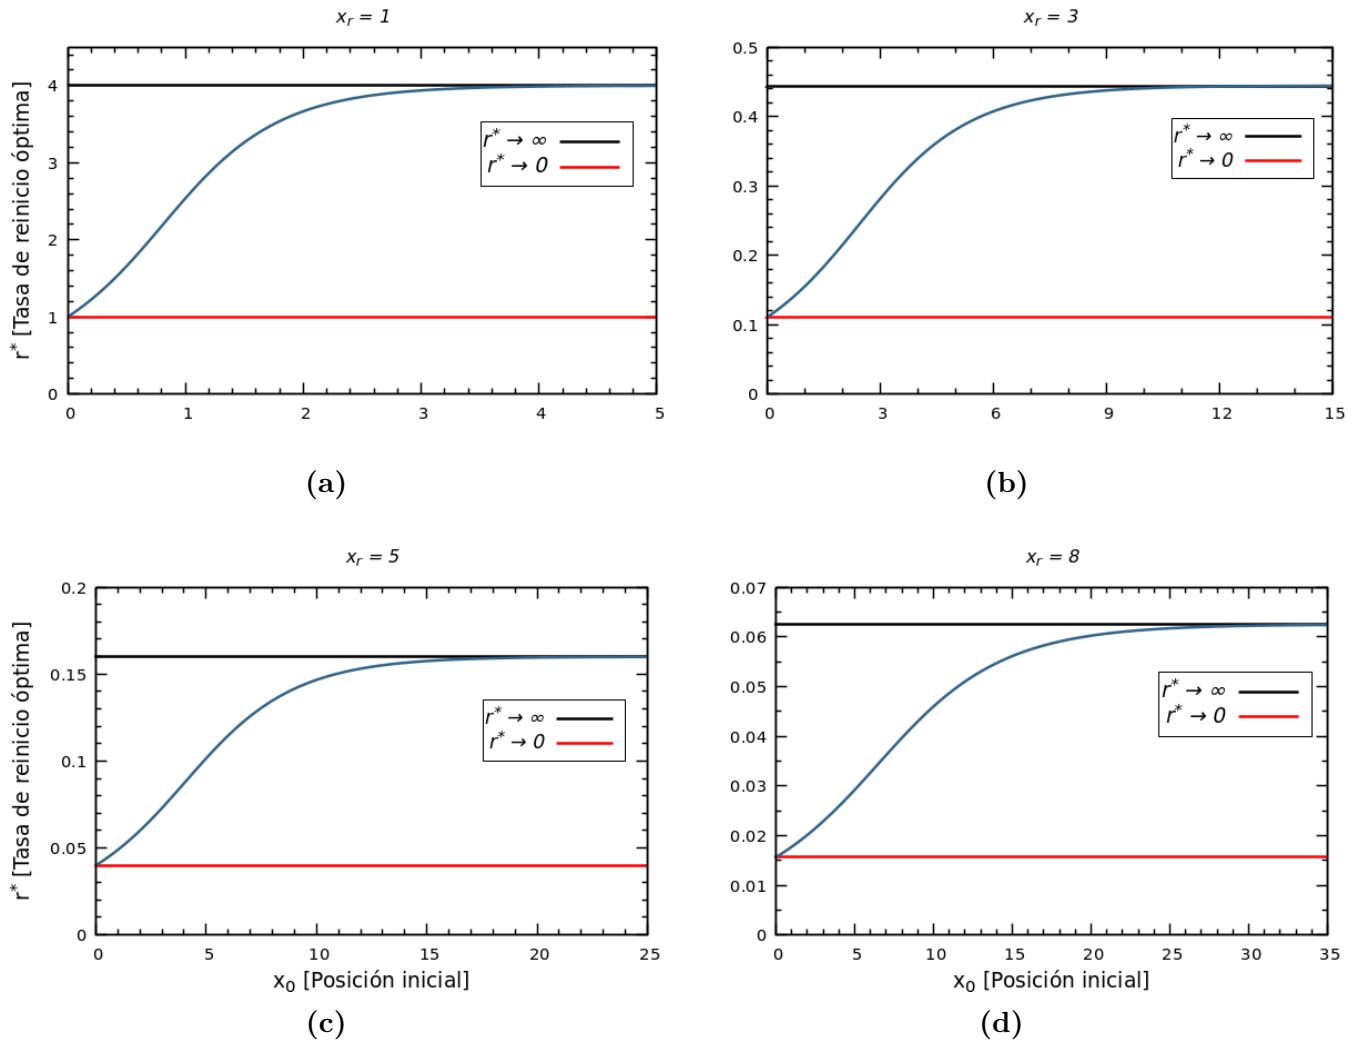 x_r = 1
r* [Tasa de reinicio óptima]
4
3
2
1
0
r* → ∞
r* → 0
0 1 2 3 4 5
(a)
x_r = 3
0.5
0.4
0.3
0.2
0.1
0
r* → ∞
r* → 0
0 3 6 9 12 15
(b)
x_r = 5
r* [Tasa de reinicio óptima]
0.2
0.15
0.1
0.05
0
r* → ∞
r* → 0
0 5 10 15 20 25
x_0 [Posición inicial]
(c)
x_r = 8
0.07
0.06
0.05
0.04
0.03
0.02
0.01
0
r* → ∞
r* → 0
0 5 10 15 20 25 30 35
x_0 [Posición inicial]
(d)